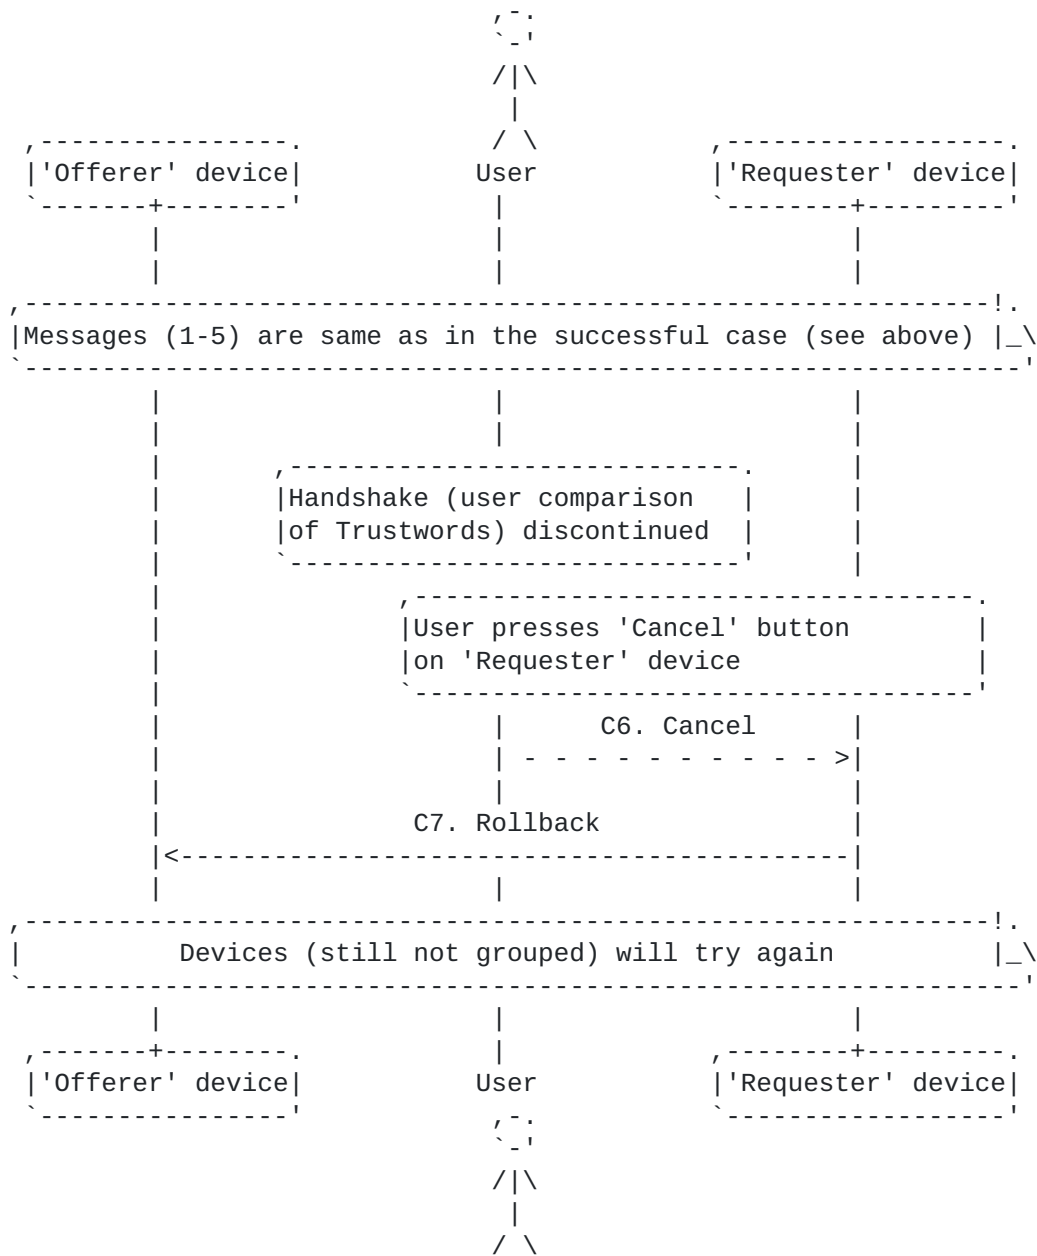 'Offerer' device User 'Requester' device
Messages (1-5) are same as in the successful case (see above)
Handshake (user comparison
of Trustwords) discontinued
User presses 'Cancel' button
on 'Requester' device
C6. Cancel
C7. Rollback
Devices (still not grouped) will try again
'Offerer' device User 'Requester' device